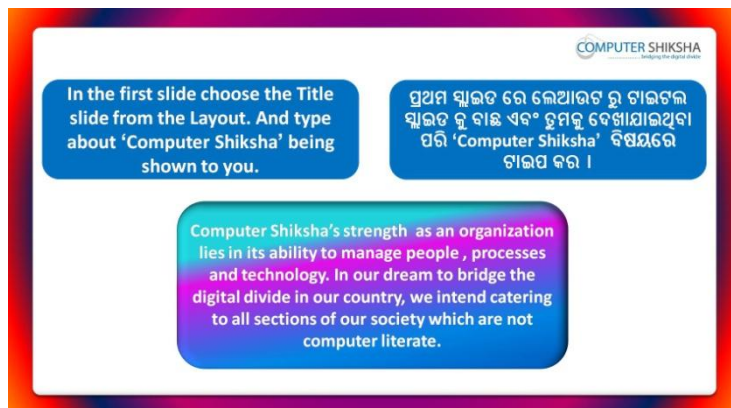 COMPUTER SHIKSHA
bridging the digital divide
In the first slide choose the Title
slide from the Layout. And type
about ‘Computer Shiksha’ being
shown to you.
ପ୍ରଥମ ସ୍ଲାଇଡ ରେ ଲେଆଉଟ ରୁ ଟାଇଟଲ
ସ୍ଲାଇଡ କୁ ବାଛ ଏବଂ ତୁମକୁ ଦେଖାଯାଇଥିବା
ପରି ‘Computer Shiksha’ ବିଷୟରେ
ଟାଇପ କର ।
Computer Shiksha’s strength as an organization
lies in its ability to manage people , processes
and technology. In our dream to bridge the
digital divide in our country, we intend catering
to all sections of our society which are not
computer literate.